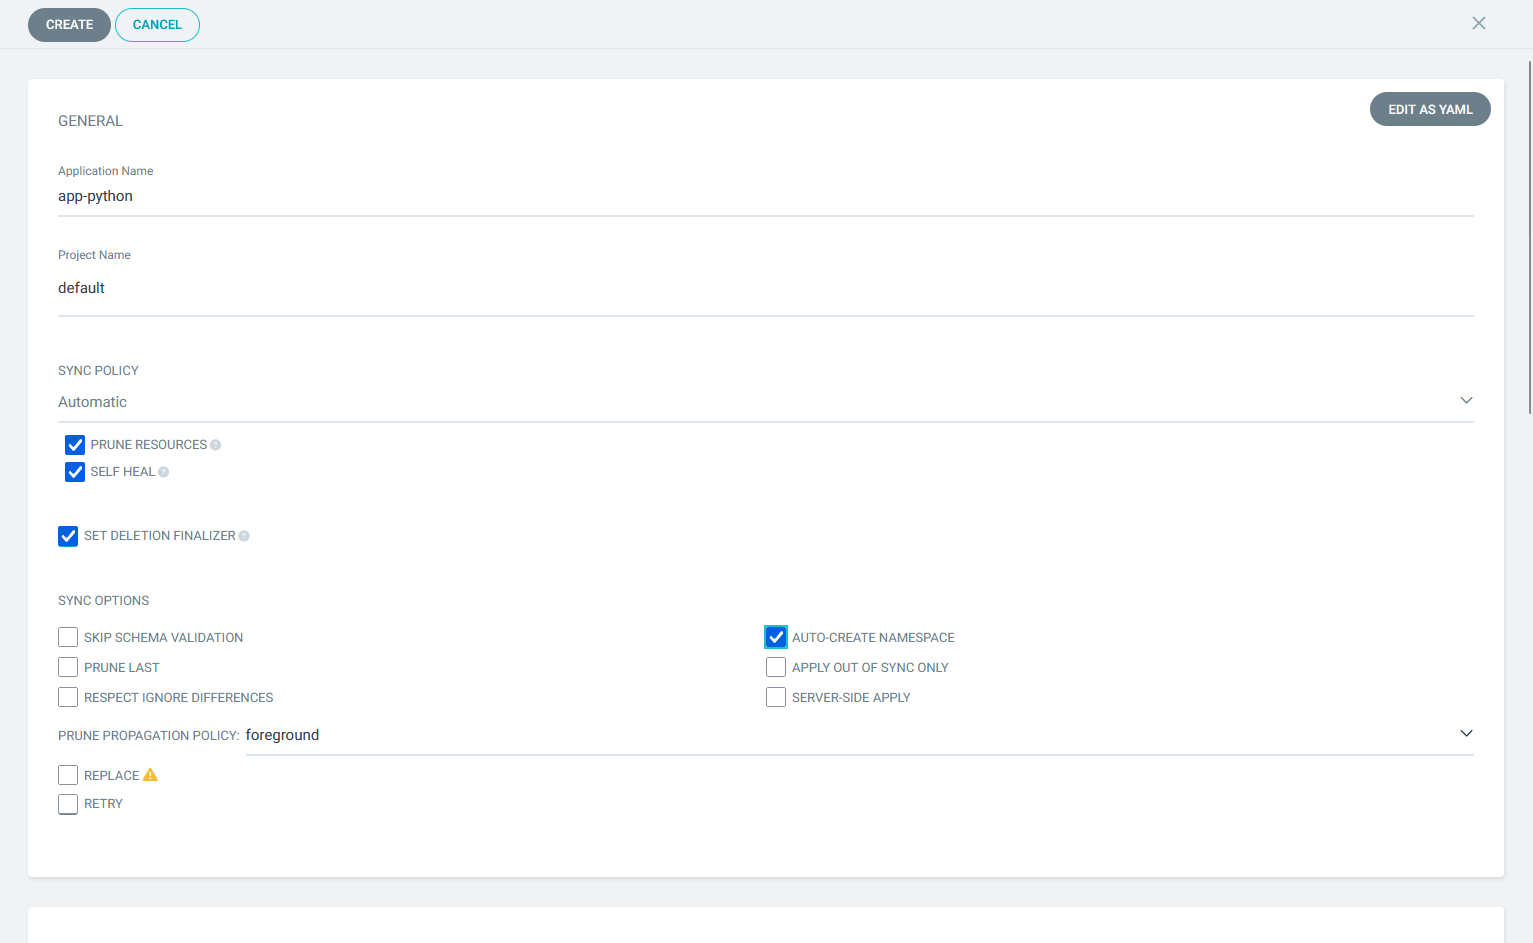 CREATE CANCEL
EDIT AS YAML
GENERAL
Application Name
app-python
Project Name
default
SYNC POLICY
Automatic
PRUNE RESOURCES ?
SELF HEAL ?
SET DELETION FINALIZER ?
SYNC OPTIONS
SKIP SCHEMA VALIDATION AUTO-CREATE NAMESPACE
PRUNE LAST APPLY OUT OF SYNC ONLY
RESPECT IGNORE DIFFERENCES SERVER-SIDE APPLY
PRUNE PROPAGATION POLICY: foreground
REPLACE
RETRY